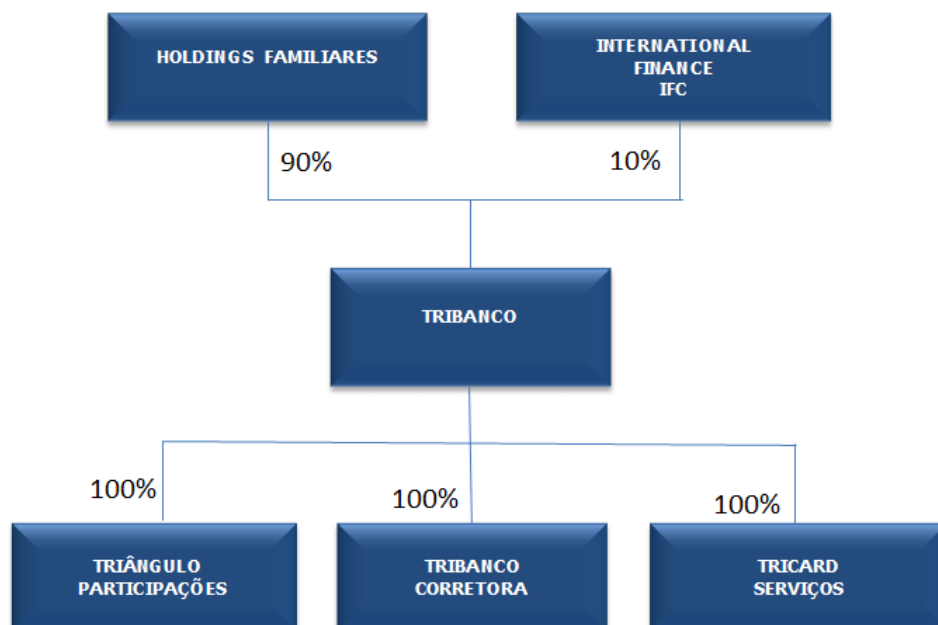 HOLDINGS FAMILIARES
INTERNATIONAL
FINANCE
IFC
90%
10%
TRIBANCO
100%
100%
100%
TRIÂNGULO
PARTICIPAÇÕES
TRIBANCO
CORRETORA
TRICARD
SERVIÇOS